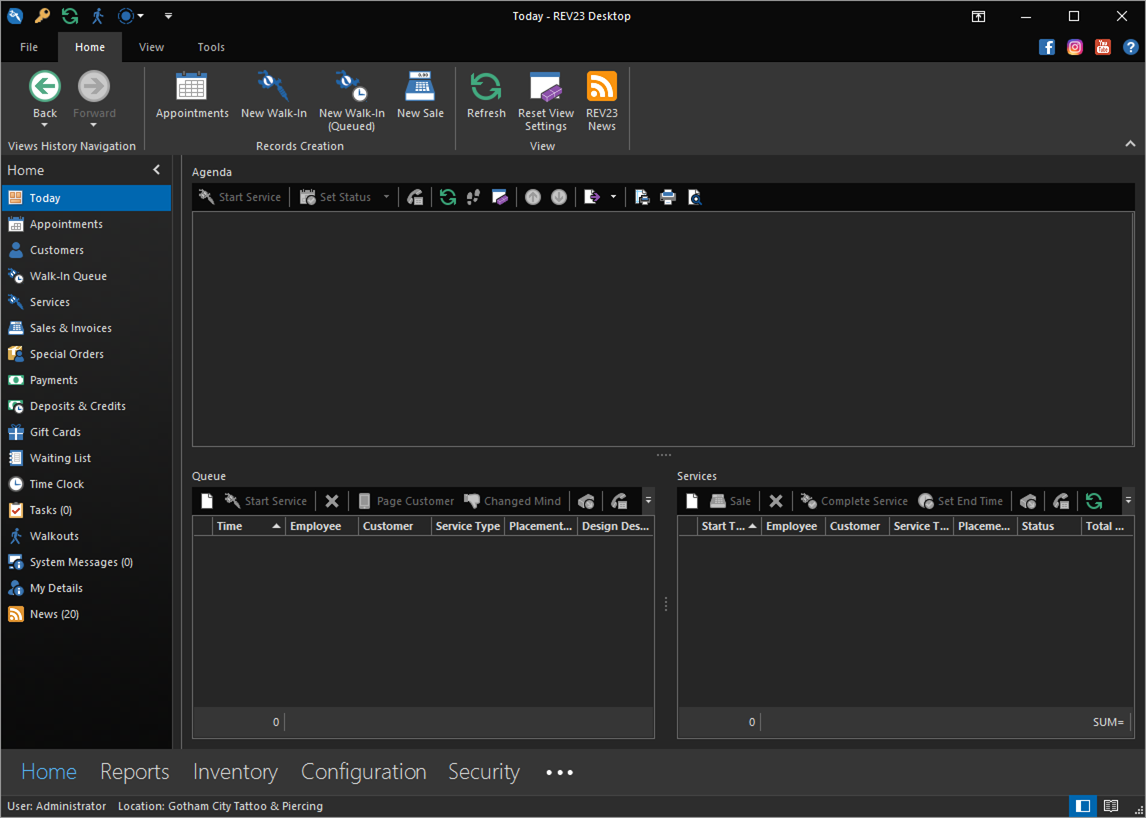 Today - REV23 Desktop
File Home View Tools
Back Forward
Views History Navigation
Appointments New Walk-In New Walk-In (Queued) New Sale
Records Creation
Refresh Reset View Settings REV23 News
View
Home
Today
Appointments
Customers
Walk-In Queue
Services
Sales & Invoices
Special Orders
Payments
Deposits & Credits
Gift Cards
Waiting List
Time Clock
Tasks (0)
Walkouts
System Messages (0)
My Details
News (20)
Agenda
Start Service Set Status
Queue
Start Service Page Customer Changed Mind
Time Employee Customer Service Type Placement... Design Des...
0
Services
Sale Complete Service Set End Time
Start T... Employee Customer Service T... Placeme... Status Total ...
0 SUM=
Home Reports Inventory Configuration Security
User: Administrator Location: Gotham City Tattoo & Piercing